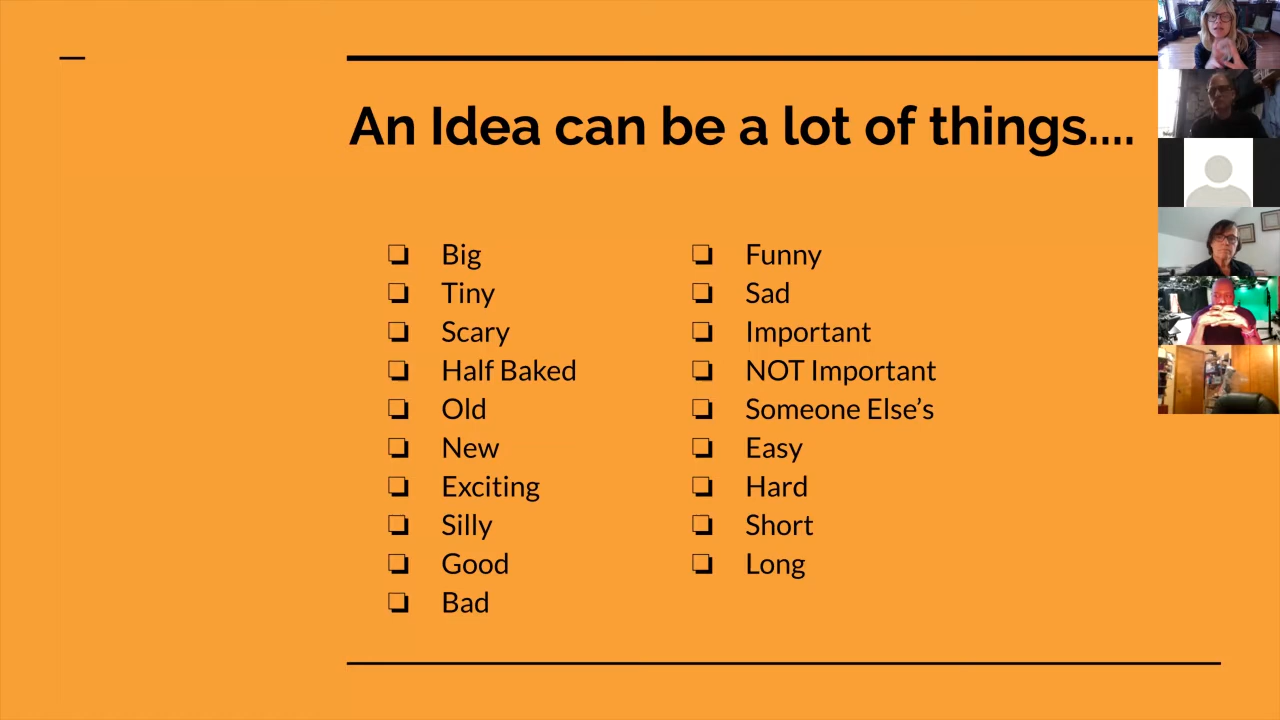 An Idea can be a lot of things....
Big
Tiny
Scary
Half Baked
Old
New
Exciting
Silly
Good
Bad
Funny
Sad
Important
NOT Important
Someone Else’s
Easy
Hard
Short
Long